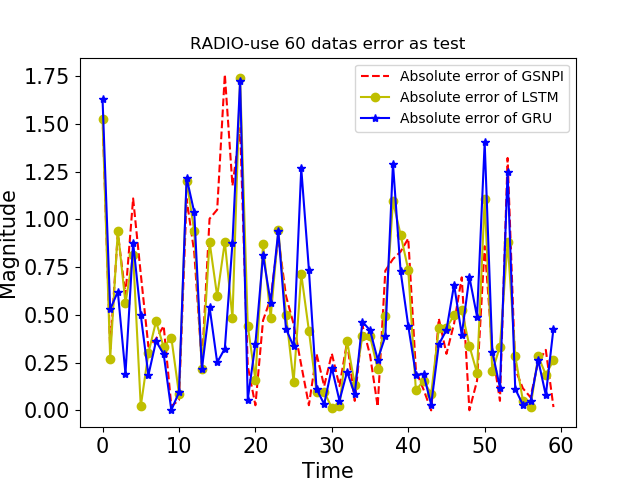 RADIO-use 60 datas error as test
Absolute error of GSNPI
Absolute error of LSTM
Absolute error of GRU
Magnitude
1.75
1.50
1.25
1.00
0.75
0.50
0.25
0.00
0 10 20 30 40 50 60
Time